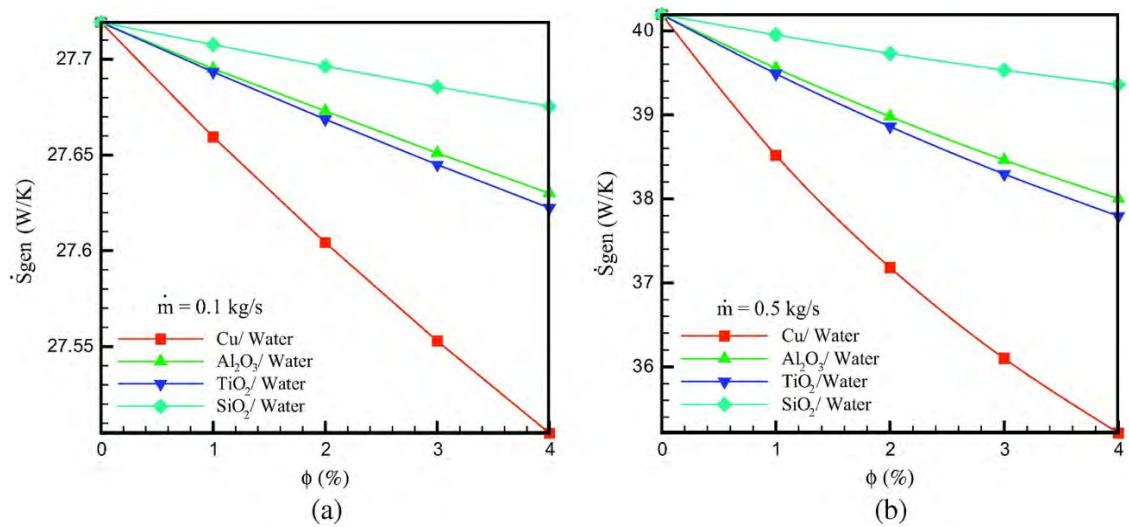 27.7
27.65
27.6
27.55
Ṡgen (W/K)
ṁ = 0.1 kg/s
Cu/ Water
Al₂O₃/ Water
TiO₂/ Water
SiO₂/ Water
0 1 2 3 4
ϕ (%)
(a)
40
39
38
37
36
Ṡgen (W/K)
ṁ = 0.5 kg/s
Cu/ Water
Al₂O₃/ Water
TiO₂/Water
SiO₂/ Water
0 1 2 3 4
ϕ (%)
(b)